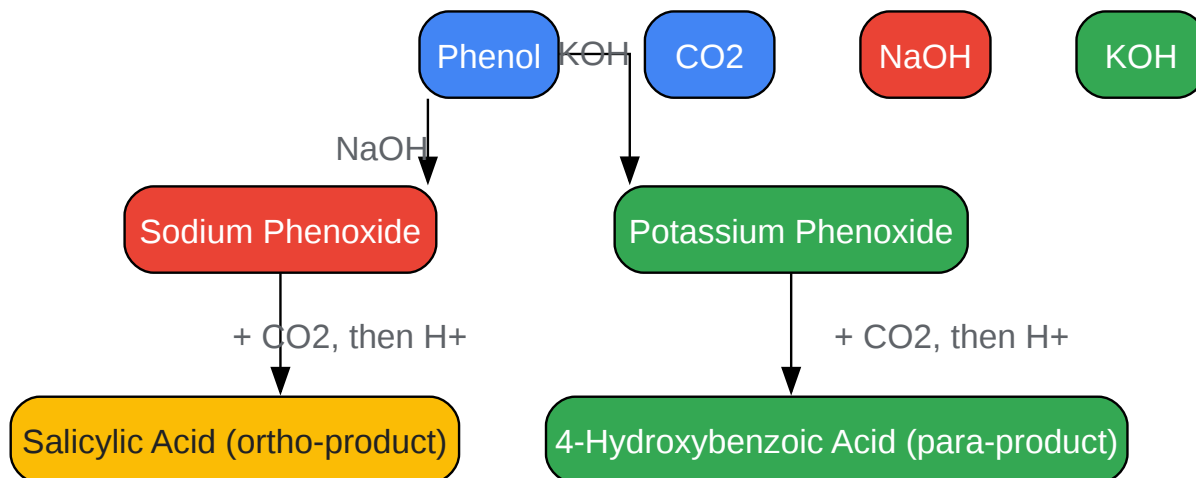 Phenol
KOH
CO2
NaOH
KOH
NaOH
Sodium Phenoxide
Potassium Phenoxide
+ CO2, then H+
+ CO2, then H+
Salicylic Acid (ortho-product)
4-Hydroxybenzoic Acid (para-product)